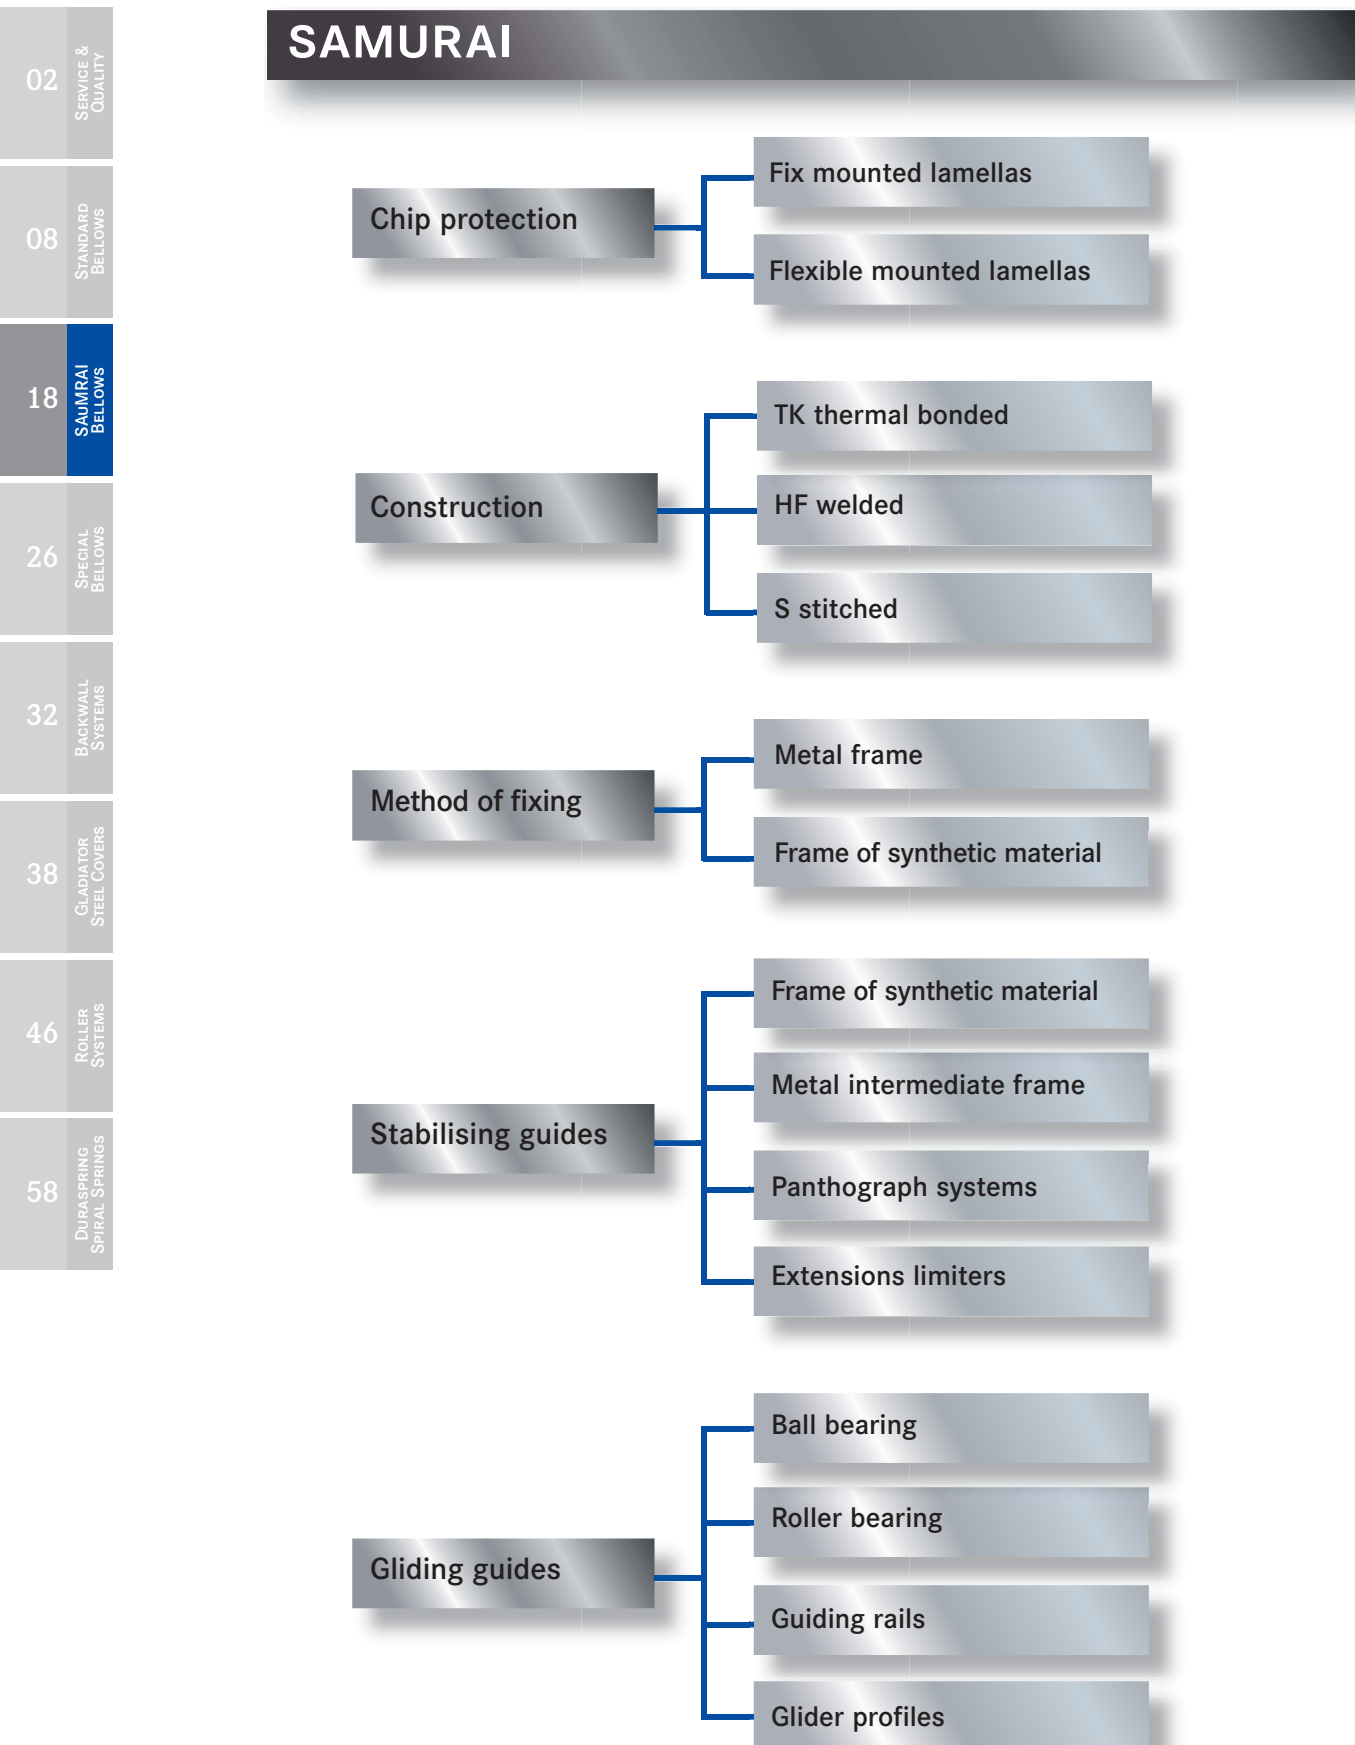 SAMURAI
02
SERVICE &
QUALITY
08
STANDARD
BELLOWS
18
SAuMRAI
BELLOWS
26
SPECIAL
BELLOWS
32
BACKWALL
SYSTEMS
38
GLADIATOR
STEEL COVERS
46
ROLLER
SYSTEMS
58
DURASPRING
SPIRAL SPRINGS
Chip protection
Fix mounted lamellas
Flexible mounted lamellas
Construction
TK thermal bonded
HF welded
S stitched
Method of fixing
Metal frame
Frame of synthetic material
Stabilising guides
Frame of synthetic material
Metal intermediate frame
Panthograph systems
Extensions limiters
Gliding guides
Ball bearing
Roller bearing
Guiding rails
Glider profiles